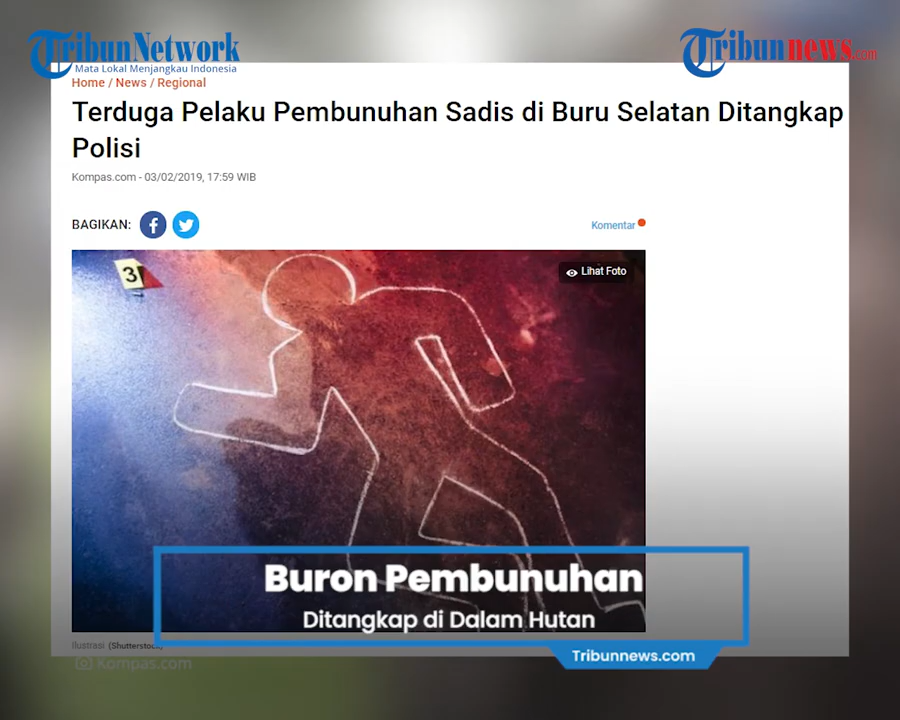 Tribun Network
Mata Lokal Menjangkau Indonesia
Tribunnews.com
Home / News / Regional
Terduga Pelaku Pembunuhan Sadis di Buru Selatan Ditangkap
Polisi
Kompas.com - 03/02/2019, 17:59 WIB
BAGIKAN:
Komentar
3
Lihat Foto
Buron Pembunuhan
Ditangkap di Dalam Hutan
Ilustrasi (Shutterstock)
Kompas.com
Tribunnews.com